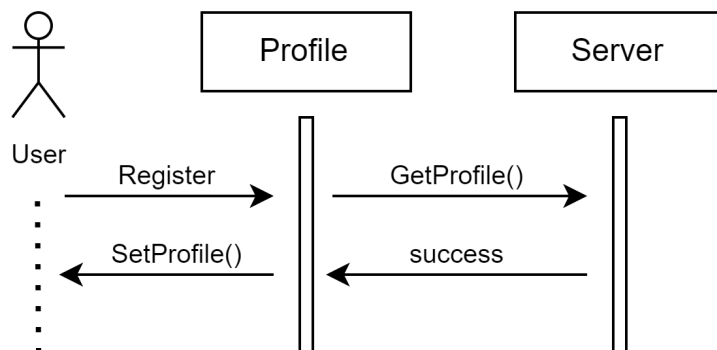 Profile
Server
User
Register
GetProfile()
SetProfile()
success